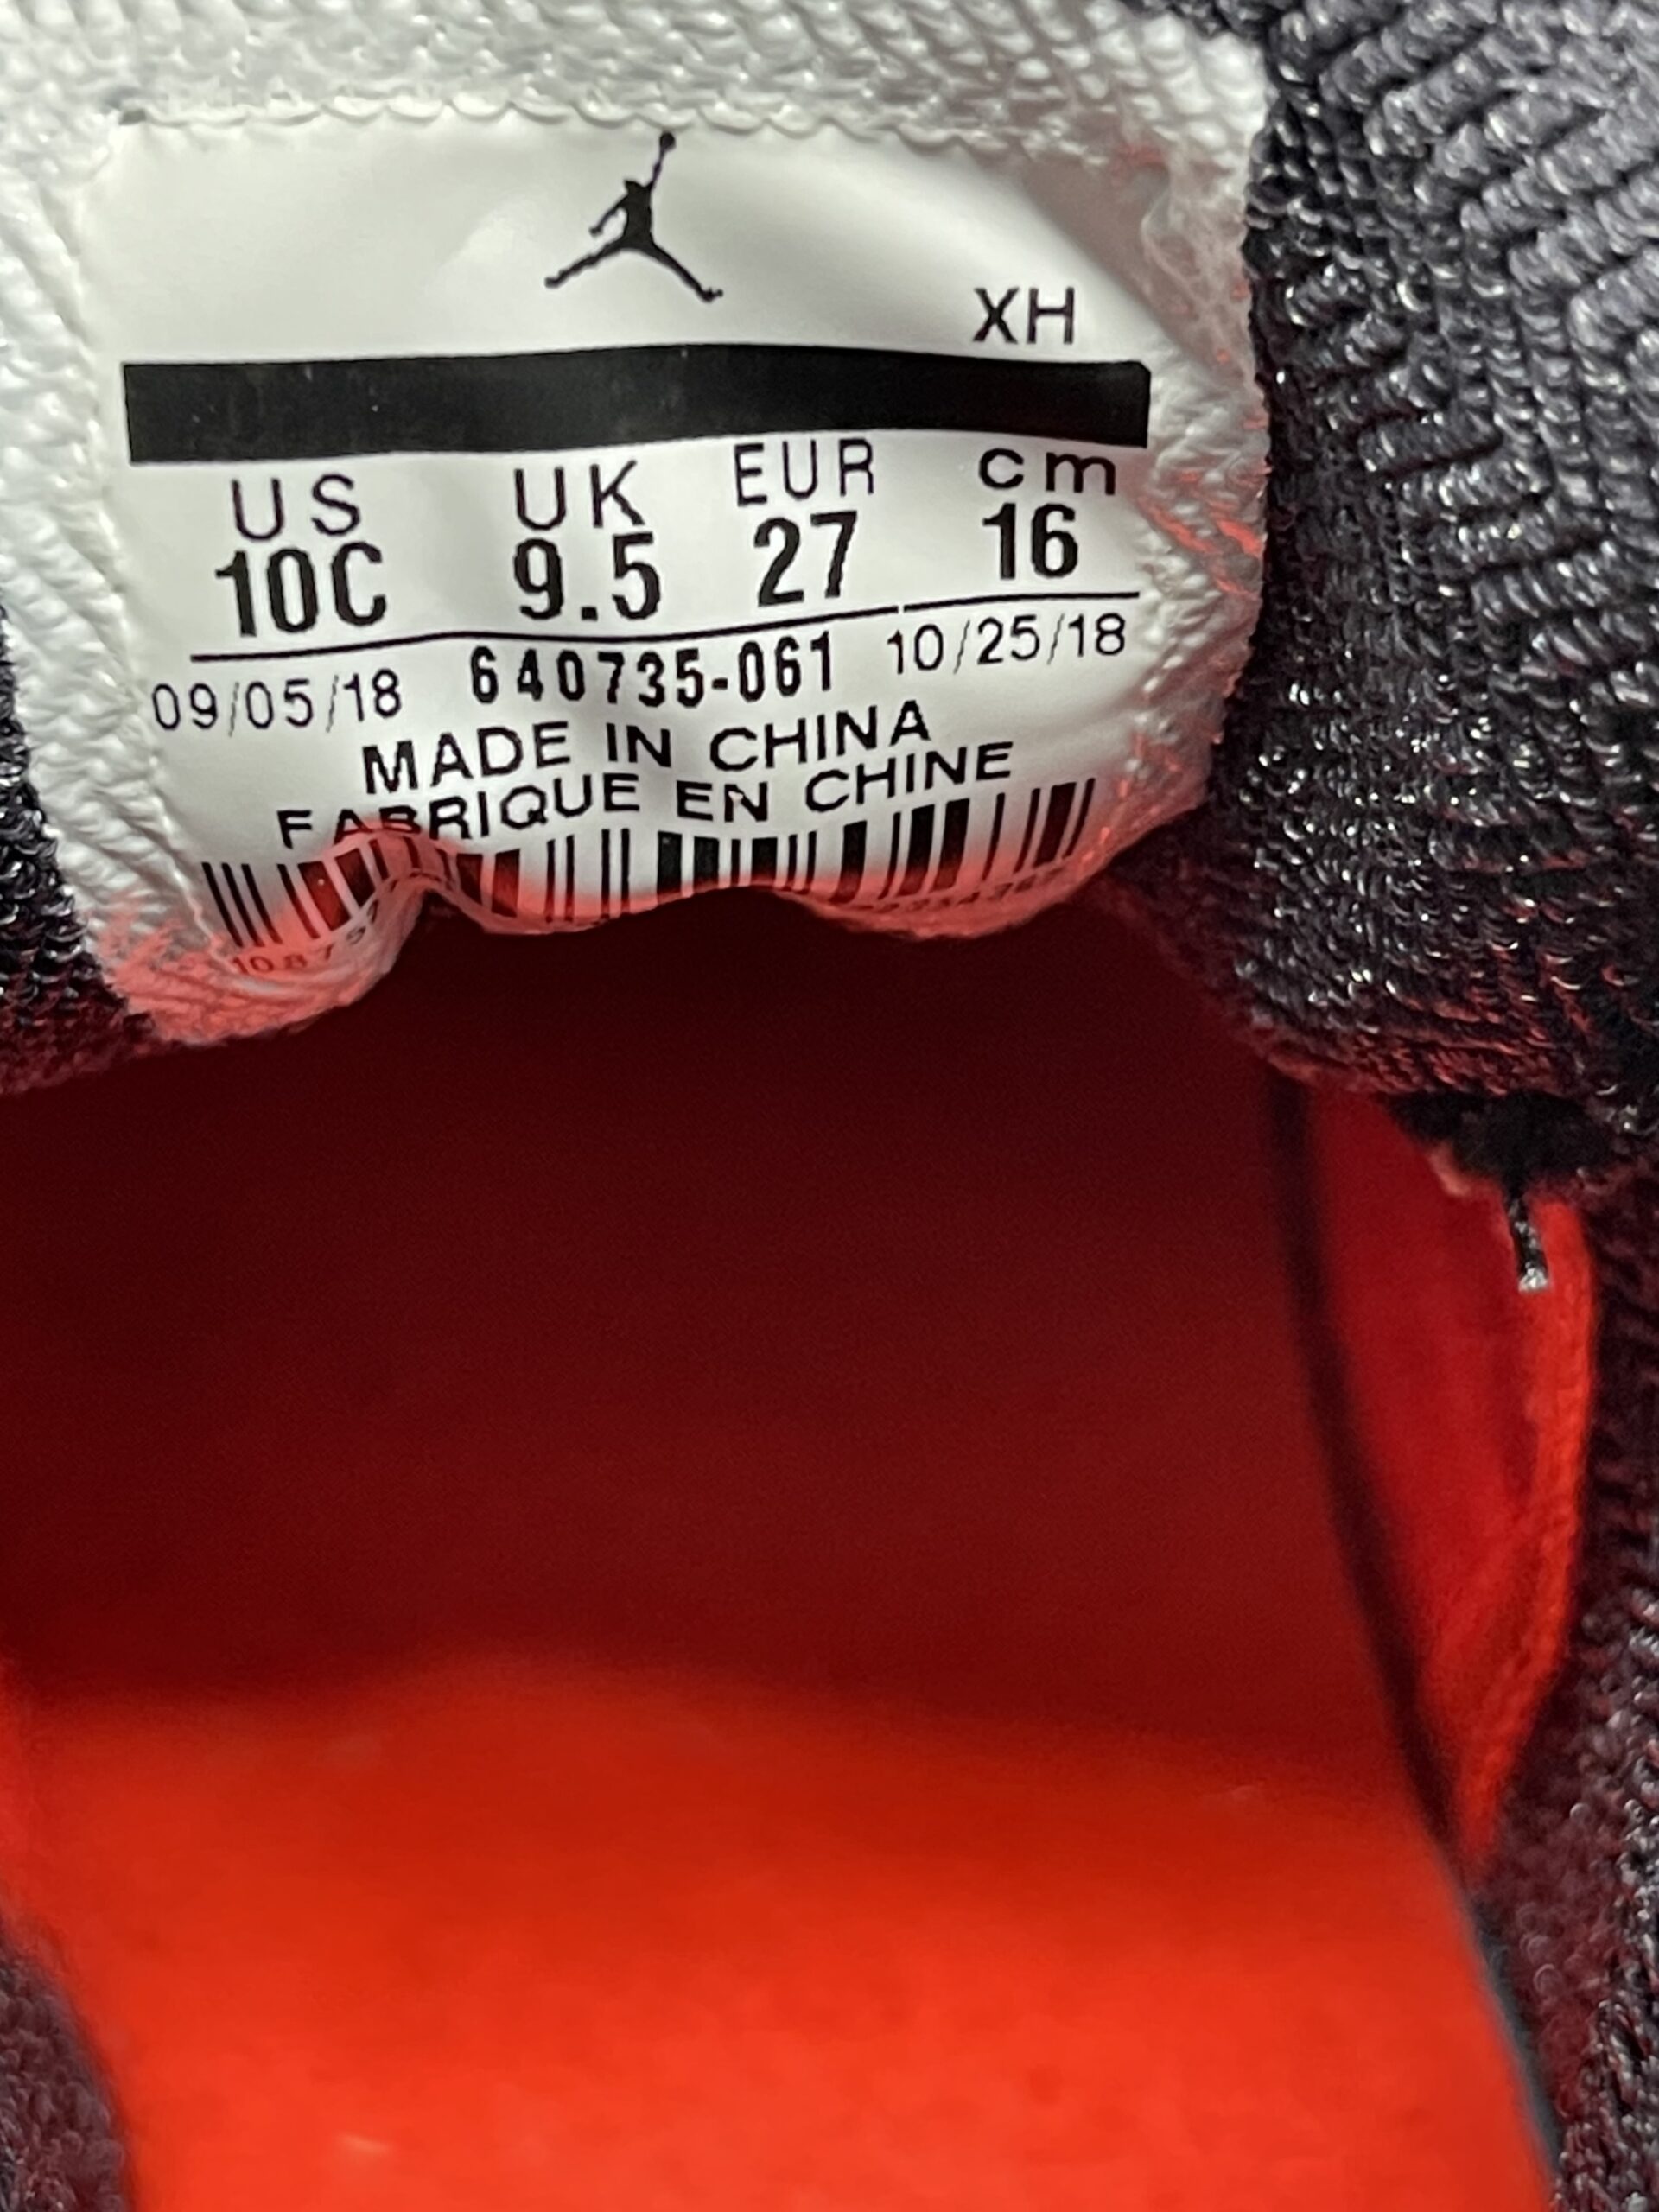 XH
US UK EUR cm
10C 9.5 27 16
09/05/18 640735-061 10/25/18
MADE IN CHINA
FABRIQUE EN CHINE